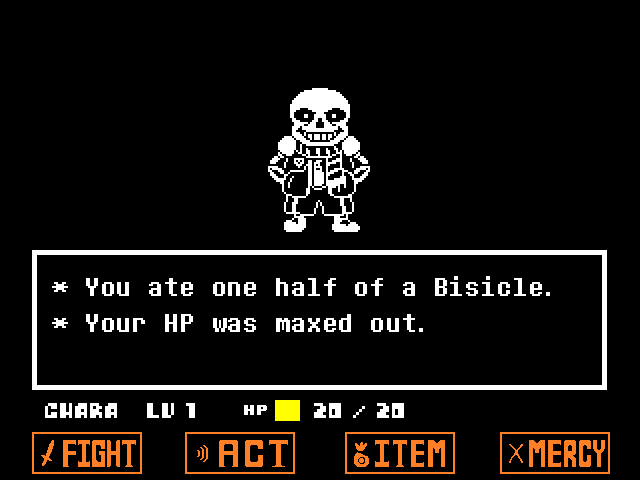 * You ate one half of a Bisicle.
* Your HP was maxed out.
CHARA LV 1 HP 20 / 20
FIGHT ACT ITEM MERCY